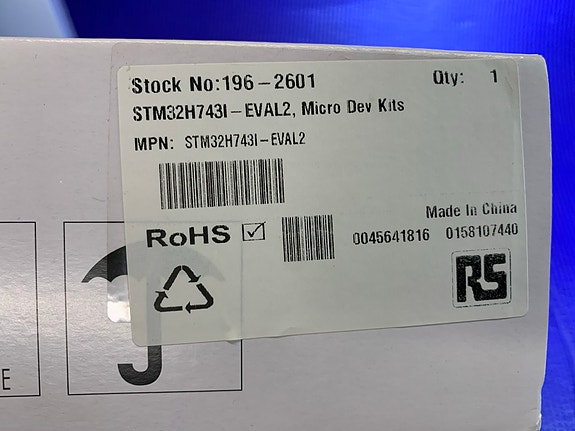 Stock No:196-2601 Qty: 1
STM32H743I-EVAL2, Micro Dev Kits
MPN: STM32H743I-EVAL2
Made In China
RoHS 0045641816 0158107440
RS
E